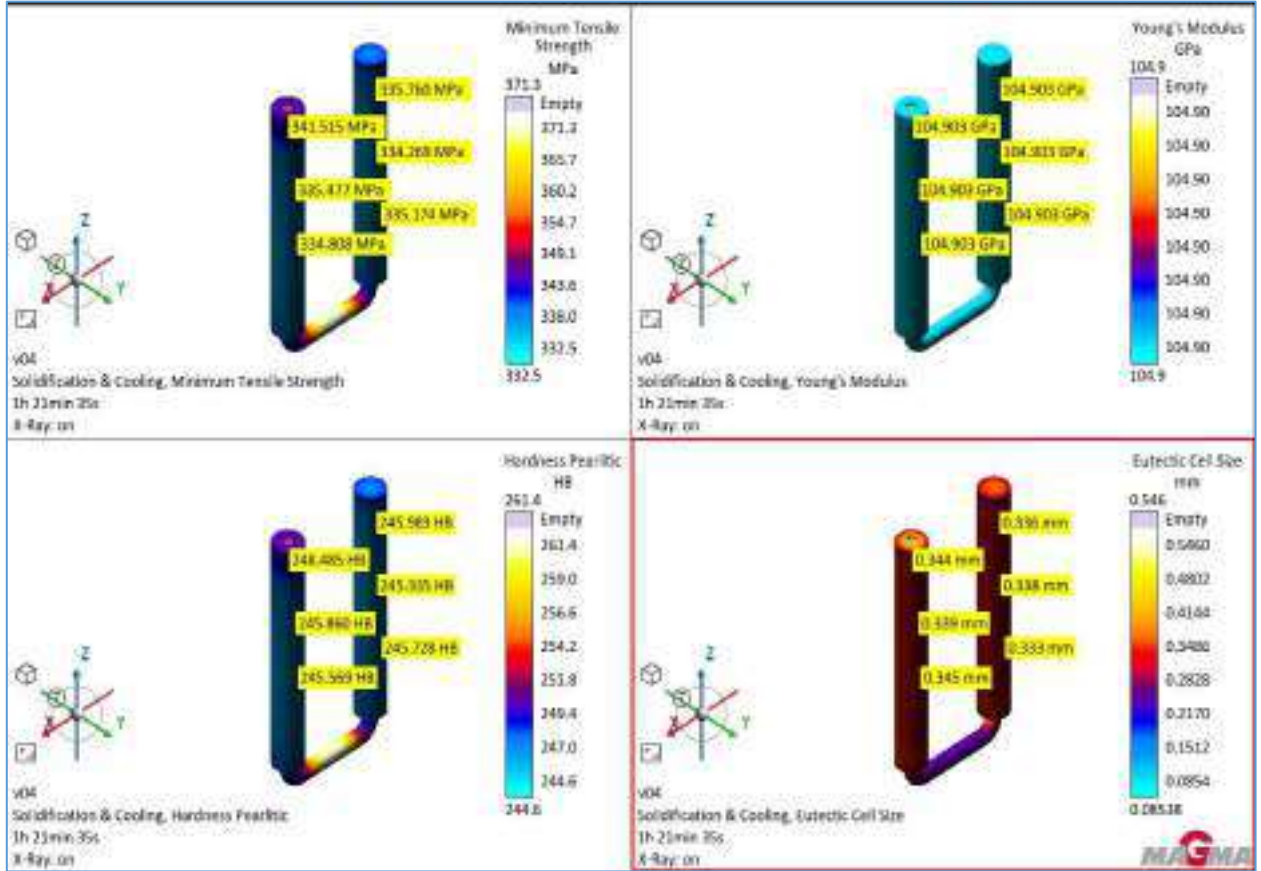 Minimum Tensile
Strength
MPa
371.3
Empty
371.3
365.7
360.2
354.7
349.1
343.6
338.0
332.5
332.5
335.760 MPa
341.515 MPa
334.269 MPa
335.477 MPa
335.174 MPa
334.808 MPa
Z
Z
X
Y
v04
Solidification & Cooling, Minimum Tensile Strength
1h 21min 35s
X-Ray: on
Young's Modulus
GPa
104.9
Empty
104.90
104.90
104.90
104.90
104.90
104.90
104.90
104.90
104.9
104.903 GPa
104.903 GPa
104.903 GPa
104.903 GPa
104.903 GPa
Z
X
Y
v04
Solidification & Cooling, Young's Modulus
1h 21min 35s
X-Ray: on
Hardness Pearlitic
HB
261.4
Empty
261.4
259.0
256.6
254.2
251.8
249.4
247.0
244.6
244.6
245.983 HB
248.485 HB
245.335 HB
245.860 HB
245.728 HB
245.569 HB
Z
X
Y
v04
Solidification & Cooling, Hardness Pearlitic
1h 21min 35s
X-Ray: on
Eutectic Cell Size
mm
0.546
Empty
0.5460
0.4802
0.4144
0.3486
0.2828
0.2170
0.1512
0.0854
0.08538
0.336 mm
0.344 mm
0.338 mm
0.339 mm
0.333 mm
0.345 mm
Z
X
Y
v04
Solidification & Cooling, Eutectic Cell Size
1h 21min 35s
X-Ray: on
MAGMA